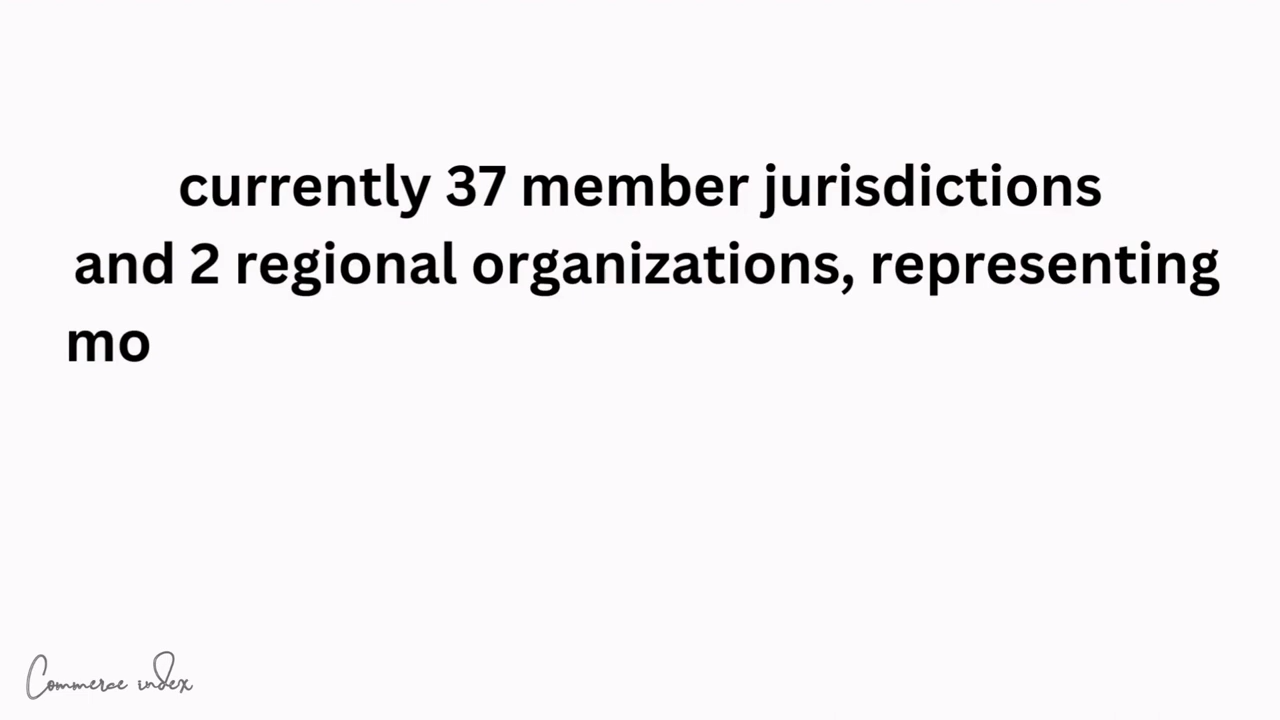 currently 37 member jurisdictions
and 2 regional organizations, representing
mo
Commerce index